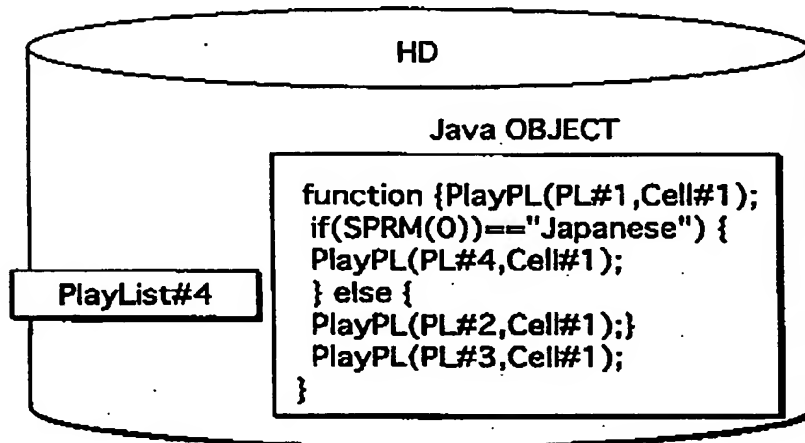 HD
Java OBJECT
function {PlayPL(PL#1,Cell#1);
if(SPRM(0))=="Japanese") {
PlayPL(PL#4,Cell#1);
} else {
PlayPL(PL#2,Cell#1);}
PlayPL(PL#3,Cell#1);
}
PlayList#4